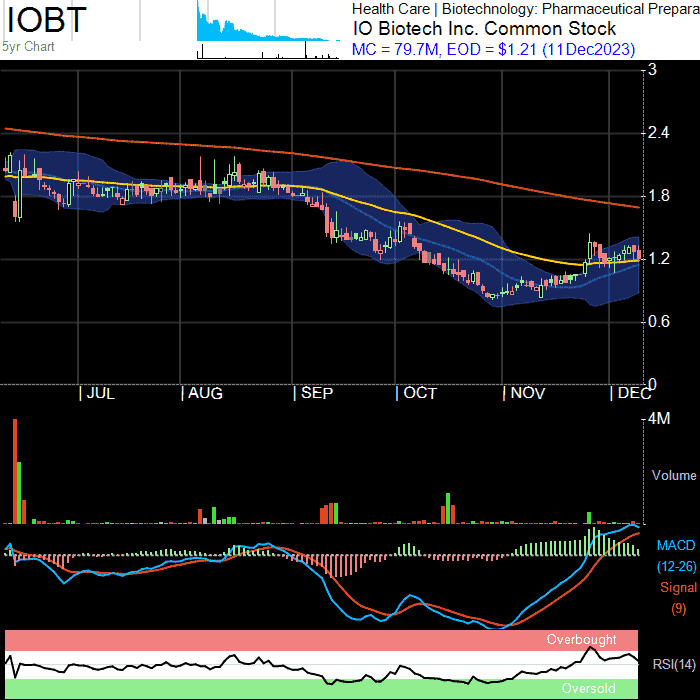 IOBT
5yr Chart
Health Care | Biotechnology: Pharmaceutical Prepara
IO Biotech Inc. Common Stock
MC = 79.7M, EOD = $1.21 (11Dec2023)
3
2.4
1.8
1.2
0.6
0
JUL
AUG
SEP
OCT
NOV
DEC
4M
Volume
MACD
(12-26)
Signal
(9)
Overbought
RSI(14)
Oversold